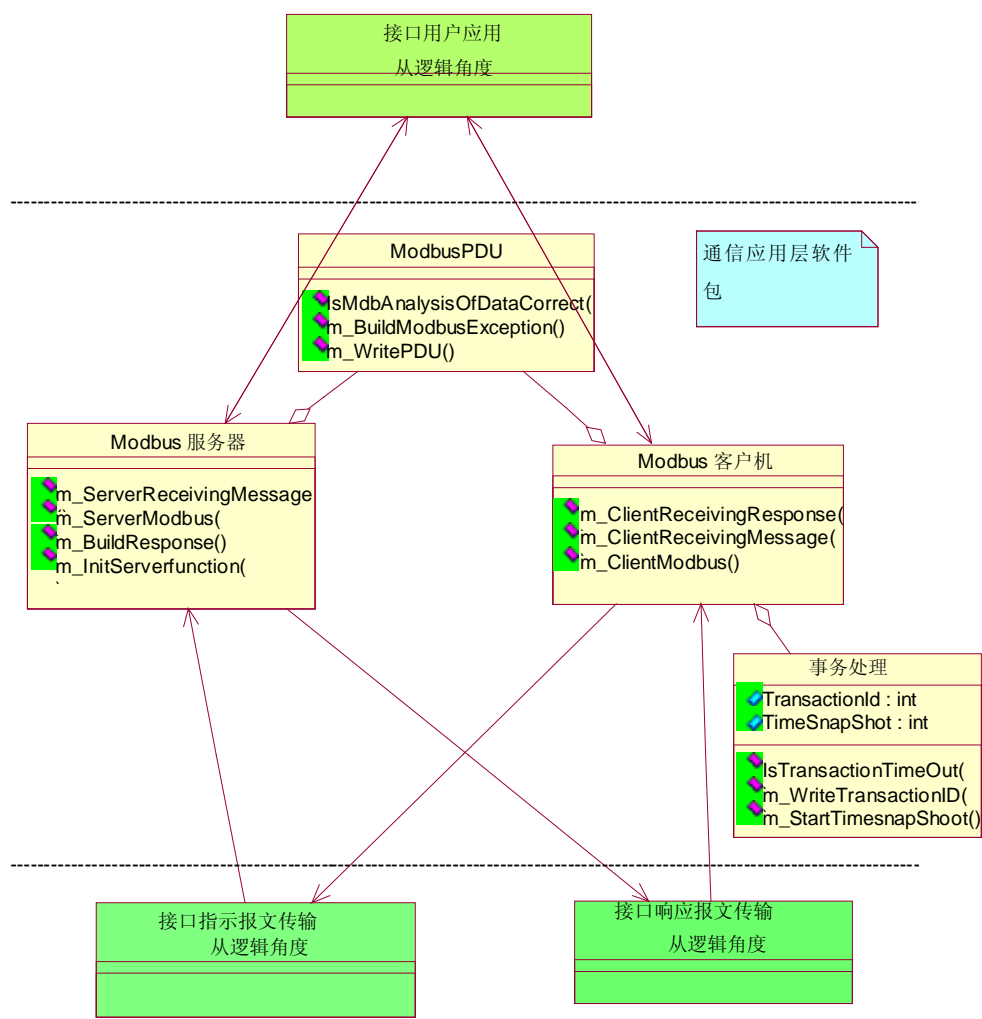 接口用户应用
从逻辑角度
ModbusPDU
IsMdbAnalysisOfDataCorrect(
m_BuildModbusException()
m_WritePDU()
通信应用层软件
包
Modbus 服务器
m_ServerReceivingMessage
m_ServerModbus(
m_BuildResponse()
m_InitServerfunction(
Modbus 客户机
m_ClientReceivingResponse(
m_ClientReceivingMessage(
m_ClientModbus()
事务处理
TransactionId : int
TimeSnapShot : int
IsTransactionTimeOut(
m_WriteTransactionID(
m_StartTimesnapShoot()
接口指示报文传输
从逻辑角度
接口响应报文传输
从逻辑角度